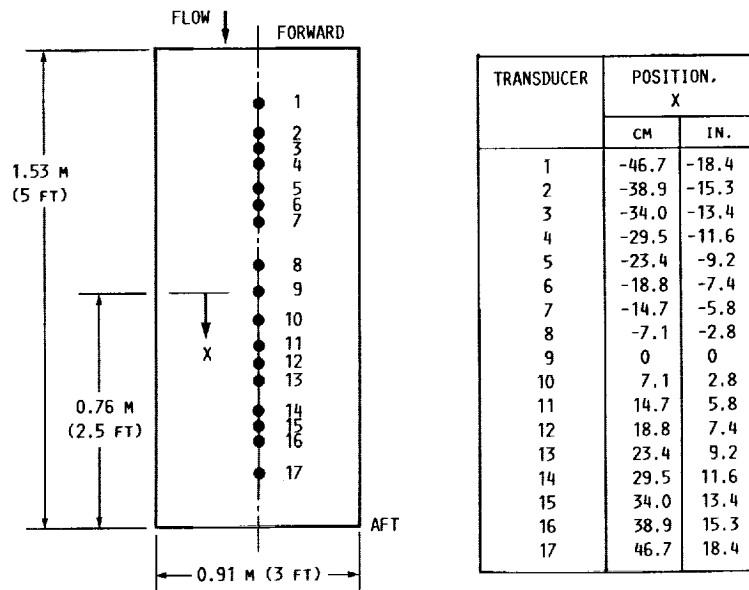 FLOW
FORWARD
1
2
3
4
5
6
7
8
9
10
11
12
13
14
15
16
17
1.53 M
(5 FT)
X
0.76 M
(2.5 FT)
AFT
0.91 M (3 FT)
TRANSDUCER POSITION,
X
CM IN.
1 -46.7 -18.4
2 -38.9 -15.3
3 -34.0 -13.4
4 -29.5 -11.6
5 -23.4 -9.2
6 -18.8 -7.4
7 -14.7 -5.8
8 -7.1 -2.8
9 0 0
10 7.1 2.8
11 14.7 5.8
12 18.8 7.4
13 23.4 9.2
14 29.5 11.6
15 34.0 13.4
16 38.9 15.3
17 46.7 18.4